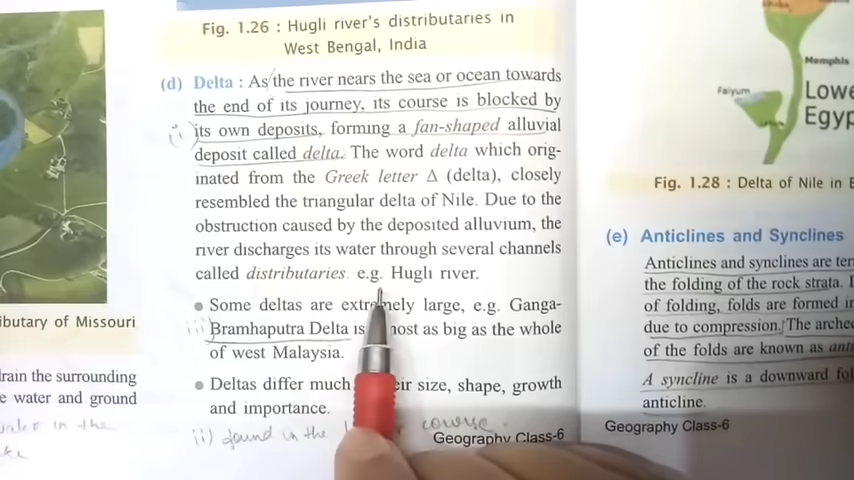 Fig. 1.26 : Hugli river's distributaries in
West Bengal, India
(d) Delta : As the river nears the sea or ocean towards
the end of its journey, its course is blocked by
i) its own deposits, forming a fan-shaped alluvial
deposit called delta. The word delta which orig-
inated from the Greek letter Δ (delta), closely
resembled the triangular delta of Nile. Due to the
obstruction caused by the deposited alluvium, the
river discharges its water through several channels
called distributaries. e.g. Hugli river.
• Some deltas are extremely large, e.g. Ganga-
iii) Bramhaputra Delta is most as big as the whole
of west Malaysia.
• Deltas differ much eir size, shape, growth
and importance.
ii) found in the course.
Geography Class-6
ibutary of Missouri
drain the surrounding
e water and ground
in the
Memphis
Faiyum
Lowe
Egyp
Fig. 1.28 : Delta of Nile in E
(e) Anticlines and Synclines
Anticlines and synclines are ter
the folding of the rock strata.
of folding, folds are formed in
due to compression. The arche
of the folds are known as anti
A syncline is a downward fol
anticline.
Geography Class-6